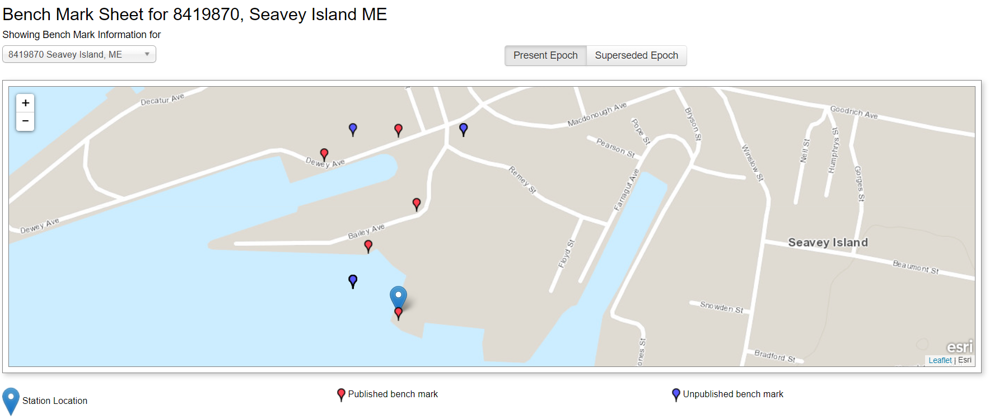 Bench Mark Sheet for 8419870, Seavey Island ME
Showing Bench Mark Information for
8419870 Seavey Island, ME
Present Epoch
Superseded Epoch
+
−
Decatur Ave
Macdonough Ave
Goodrich Ave
Pope St
Bryson St
Pearson St
Neil St
Humphrys St
Winslow St
Dewey Ave
Remey St
Farragut Ave
Gorges St
Dewey Ave
Bailey Ave
Floyd St
Seavey Island
Beaumont St
Snowden St
ones St
Bradford St
esri
Leaflet | Esri
Station Location
Published bench mark
Unpublished bench mark